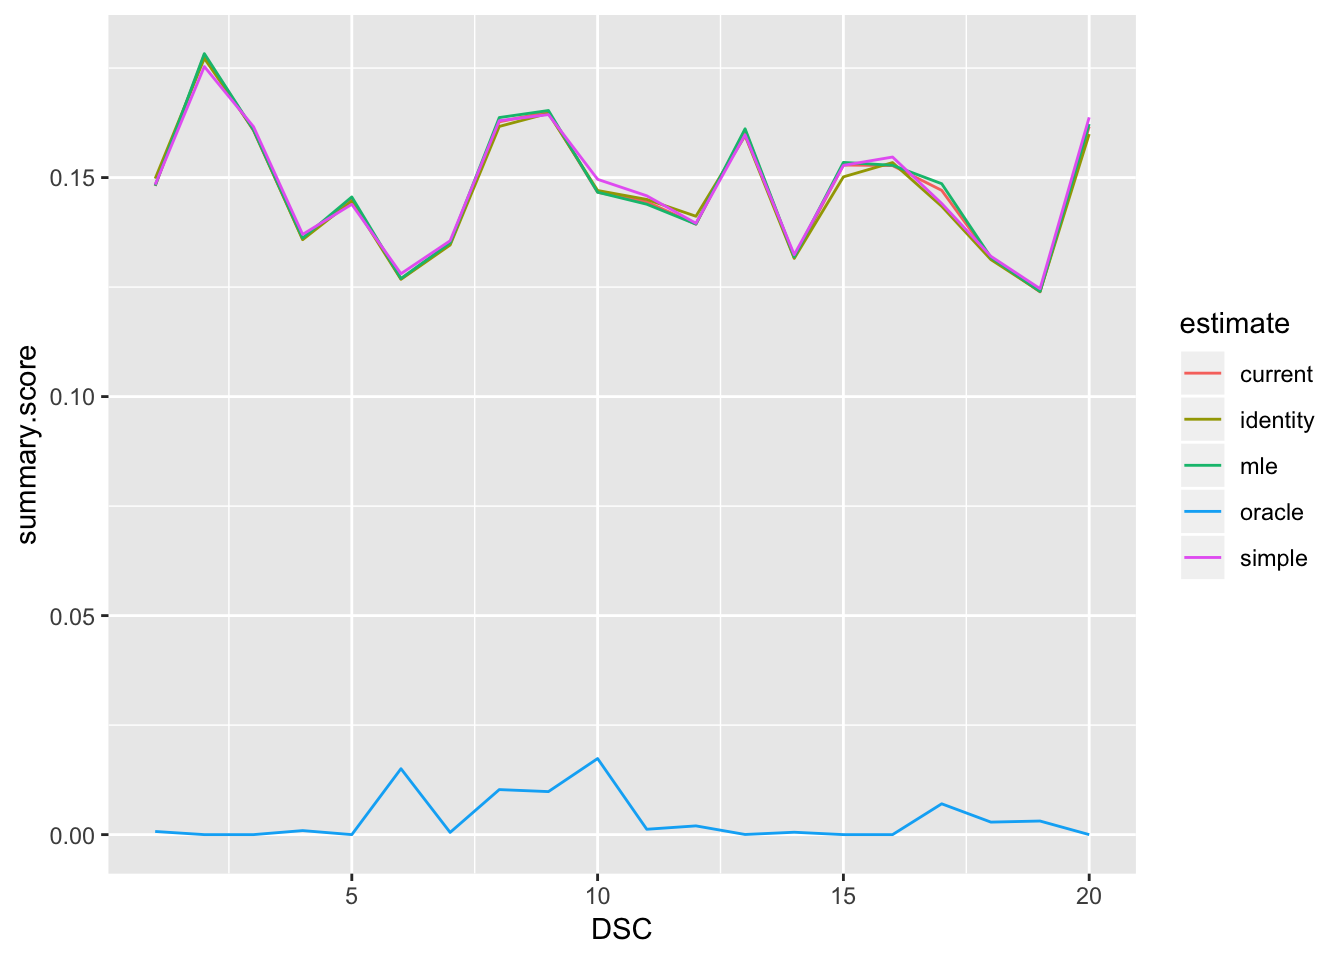 summary.score
0.15
0.10
0.05
0.00
5
10
15
20
DSC
estimate
current
identity
mle
oracle
simple